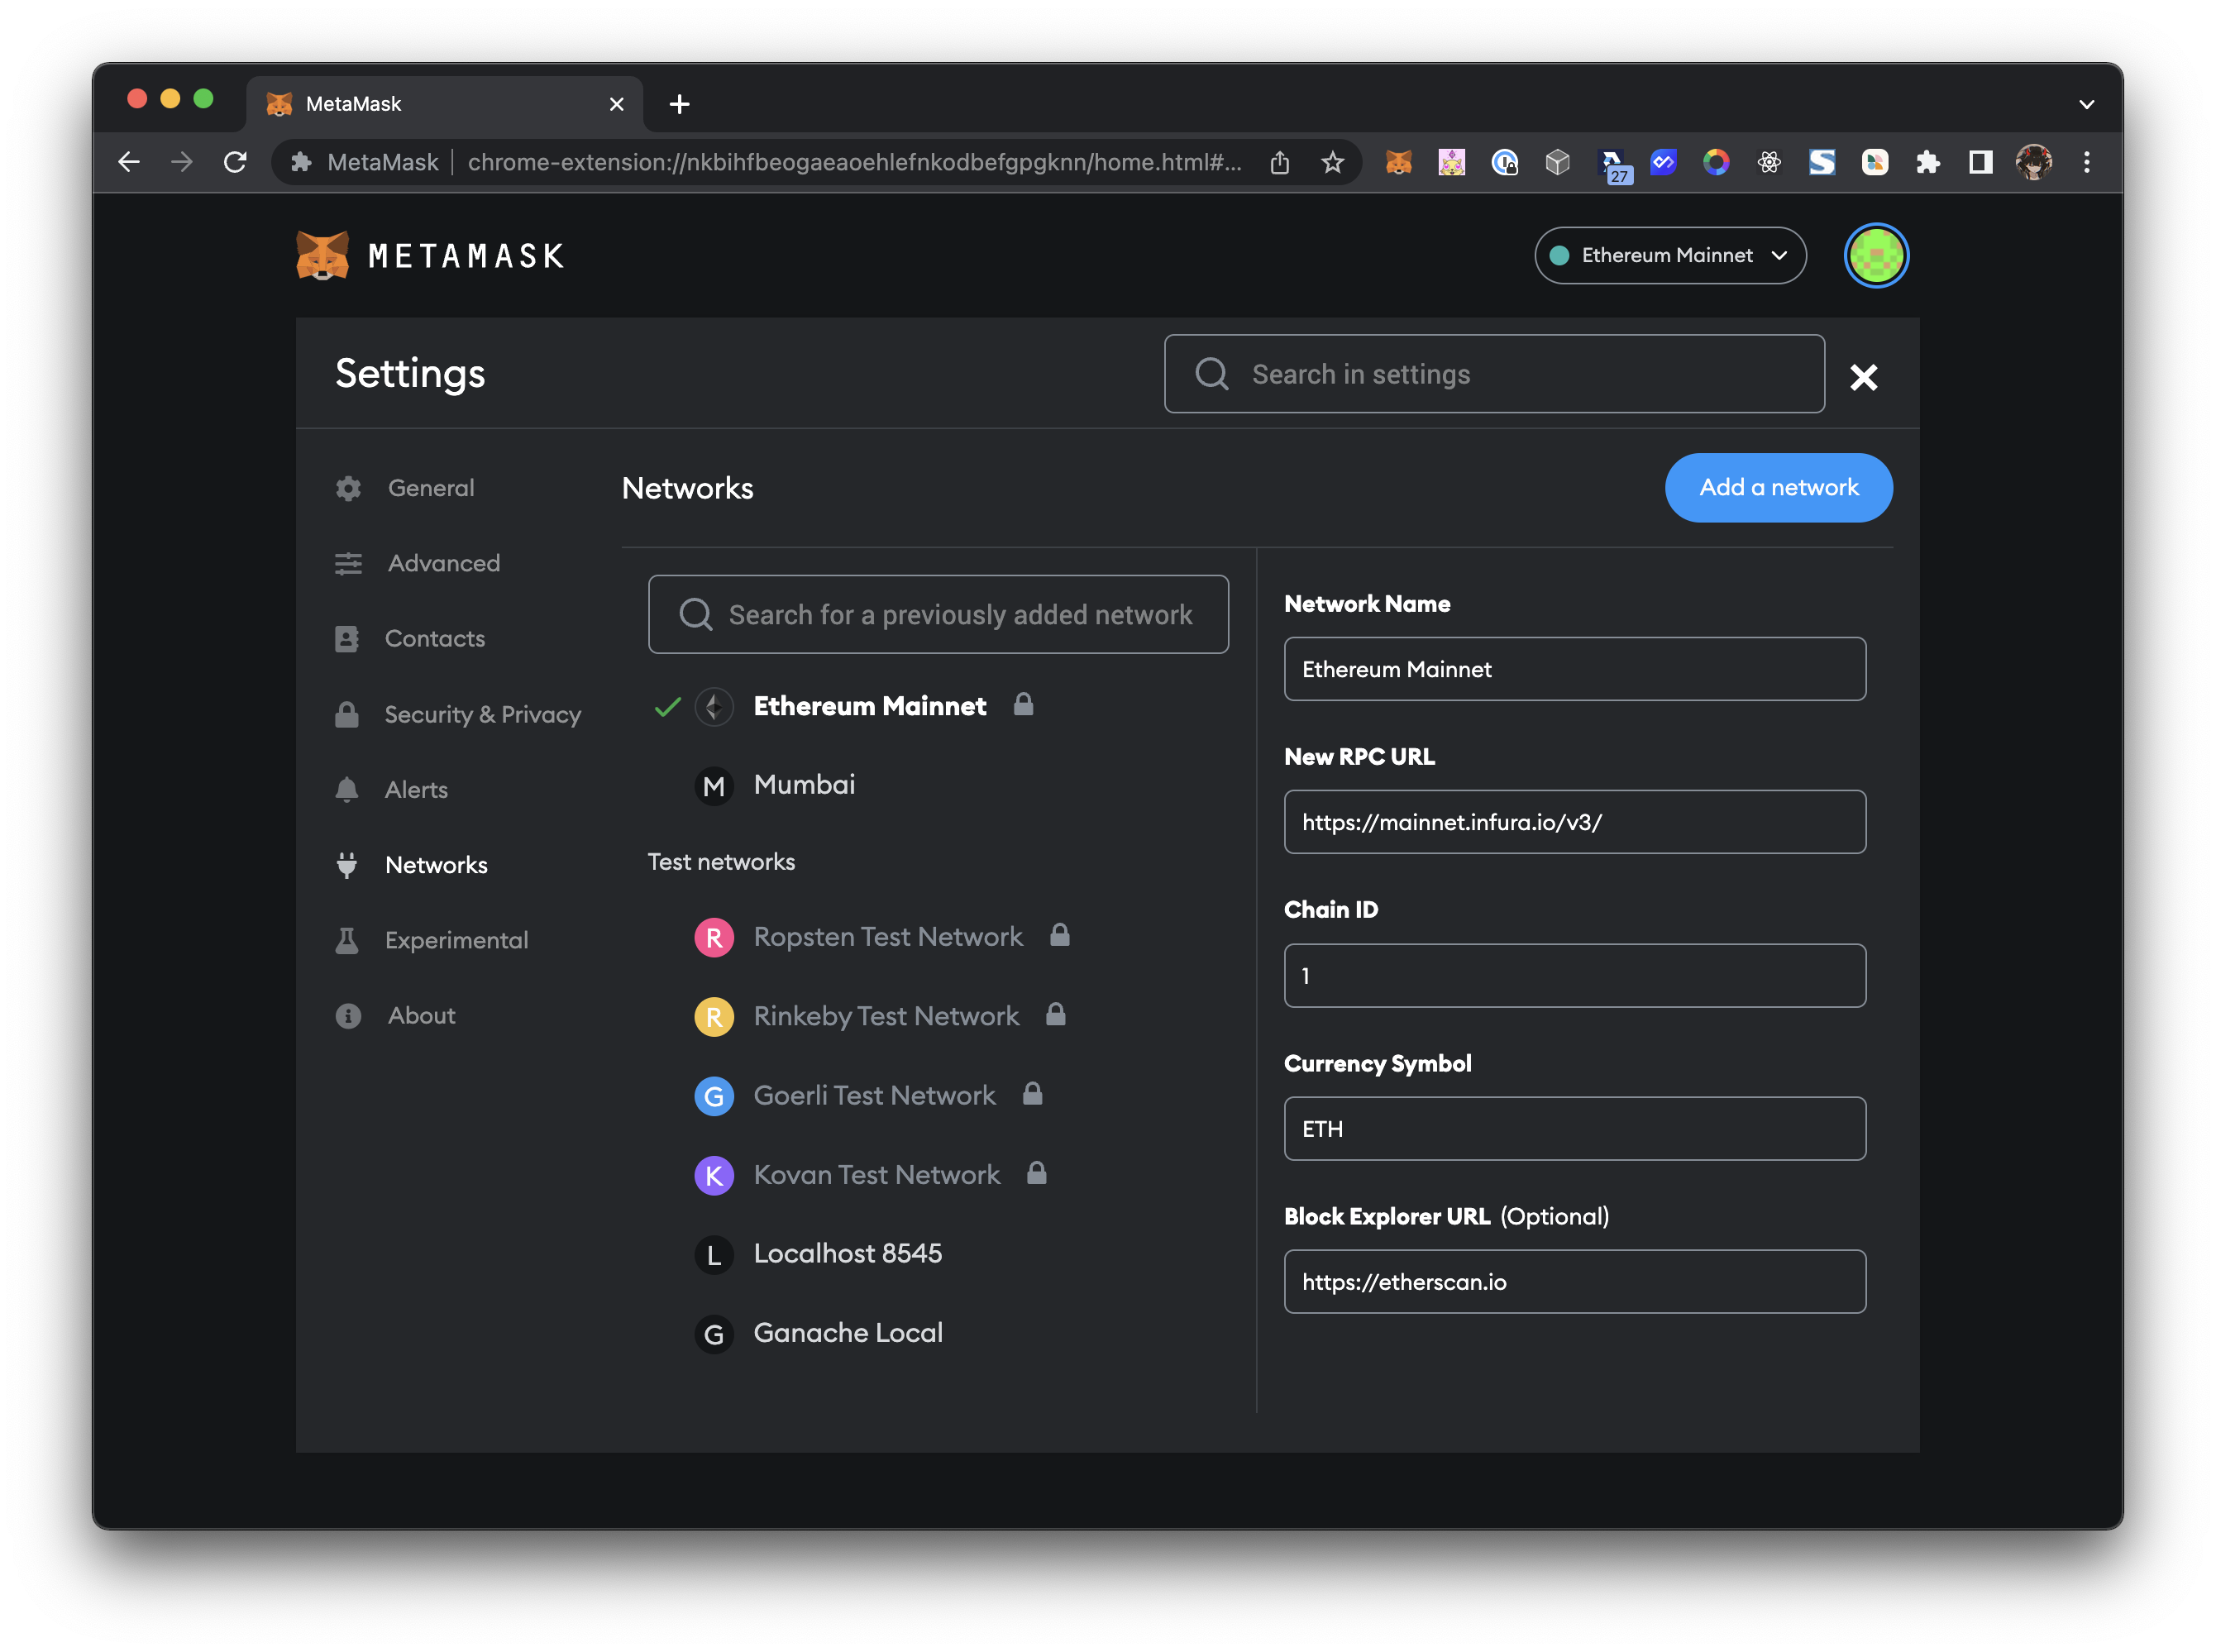 MetaMask
MetaMask
chrome-extension://nkbihfbeogaeaoehlefnkodbefgpgknn/home.html#...
27
METAMASK
Ethereum Mainnet
Settings
Search in settings
General
Advanced
Contacts
Security & Privacy
Alerts
Networks
Experimental
About
Networks
Add a network
Search for a previously added network
Ethereum Mainnet
M Mumbai
Test networks
R Ropsten Test Network
R Rinkeby Test Network
G Goerli Test Network
K Kovan Test Network
L Localhost 8545
G Ganache Local
Network Name
Ethereum Mainnet
New RPC URL
https://mainnet.infura.io/v3/
Chain ID
1
Currency Symbol
ETH
Block Explorer URL (Optional)
https://etherscan.io